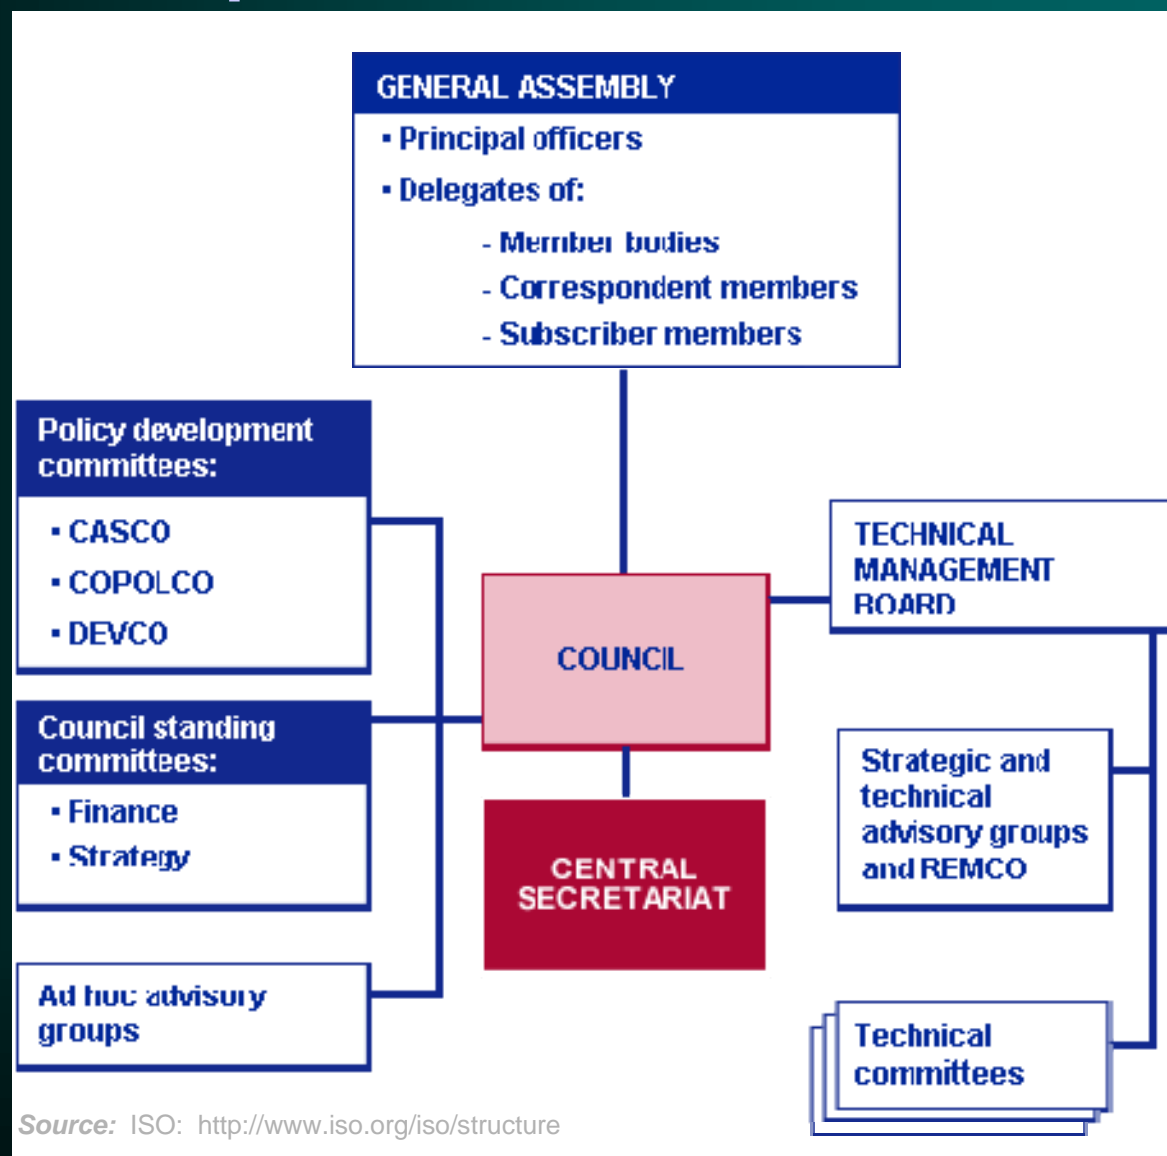 GENERAL ASSEMBLY
▪ Principal officers
▪ Delegates of:
- Member bodies
- Correspondent members
- Subscriber members
Policy development
committees:
▪ CASCO
▪ COPOLCO
▪ DEVCO
Council standing
committees:
▪ Finance
▪ Strategy
Ad hoc advisory
groups
COUNCIL
CENTRAL
SECRETARIAT
TECHNICAL
MANAGEMENT
BOARD
Strategic and
technical
advisory groups
and REMCO
Technical
committees
Source: ISO: http://www.iso.org/iso/structure